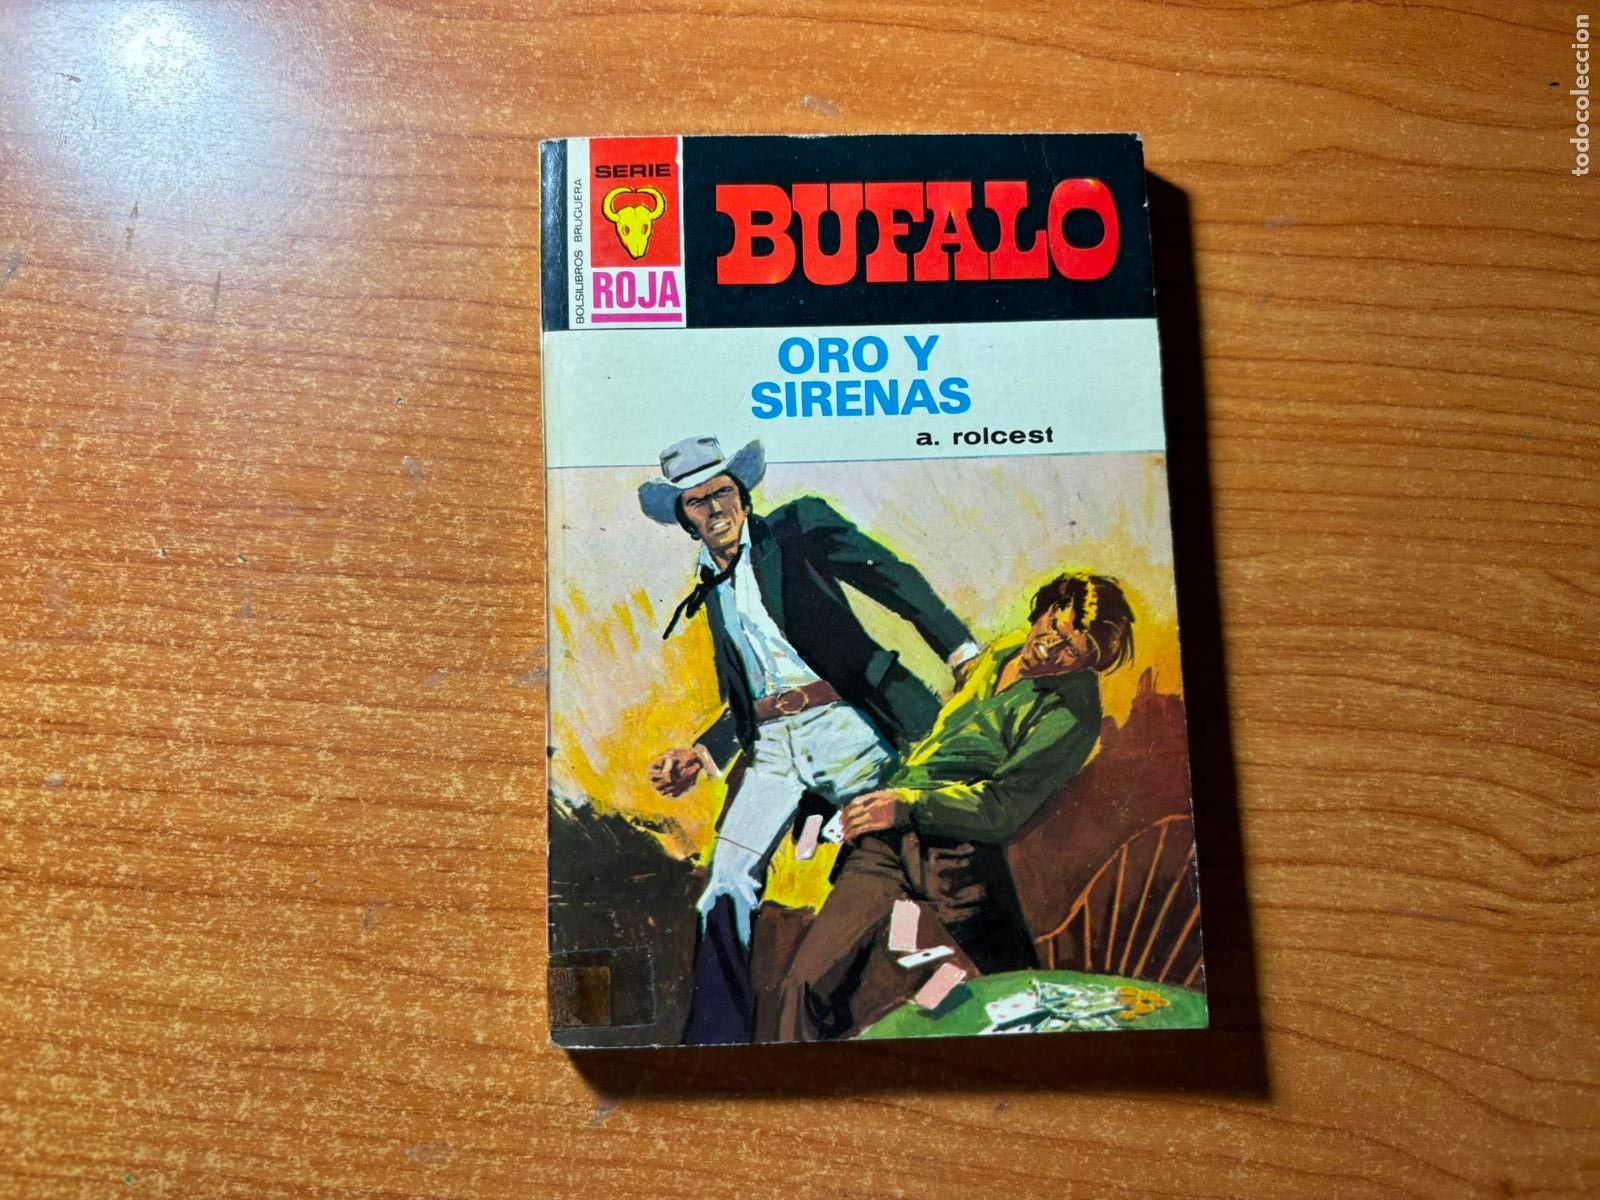 BOLSILIBROS BRUGUERA
SERIE
ROJA
BUFALO
ORO Y
SIRENAS
a. rolcest
todocoleccion